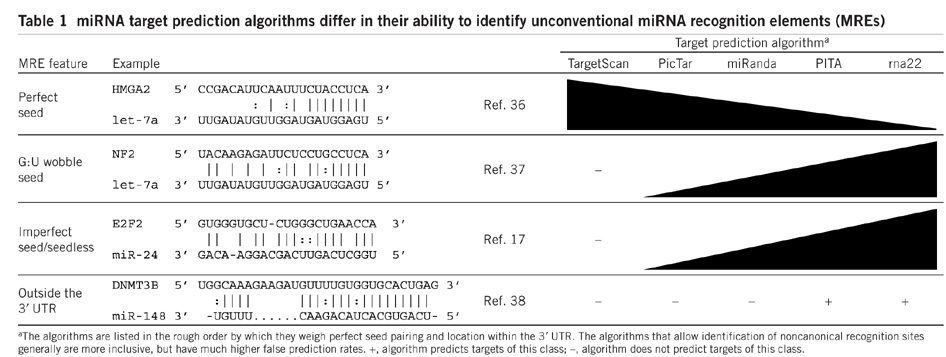 Table 1 miRNA target prediction algorithms differ in their ability to identify unconventional miRNA recognition elements (MREs)
Target prediction algorithmᵃ
MRE feature Example TargetScan PicTar miRanda PITA rna22
Perfect seed
HMGA2 5′ CCGACAUUCAAUUUCUACCUCA 3′
let-7a 3′ UUGAUAUGUUGGAUGAUGGAGU 5′
Ref. 36
G:U wobble seed
NF2 5′ UACAAGAGAUUCUCCUGCCUCA 3′
let-7a 3′ UUGAUAUGUUGGAUGAUGGAGU 5′
Ref. 37 –
Imperfect seed/seedless
E2F2 5′ GUGGGUGCU-CUGGGCUGAACCA 3′
miR-24 3′ GACA-AGGACGACUUGACUCGGU 5′
Ref. 17 –
Outside the 3′ UTR
DNMT3B 5′ UGGCAAAGAAGAUGUUUUGUGGUGCACUGAG 3′
miR-148 3′ -UGUUU......CAAGACAUCACGUGACU- 5′
Ref. 38 – – – + +
ᵃThe algorithms are listed in the rough order by which they weigh perfect seed pairing and location within the 3′ UTR. The algorithms that allow identification of noncanonical recognition sites
generally are more inclusive, but have much higher false prediction rates. +, algorithm predicts targets of this class; –, algorithm does not predict targets of this class.